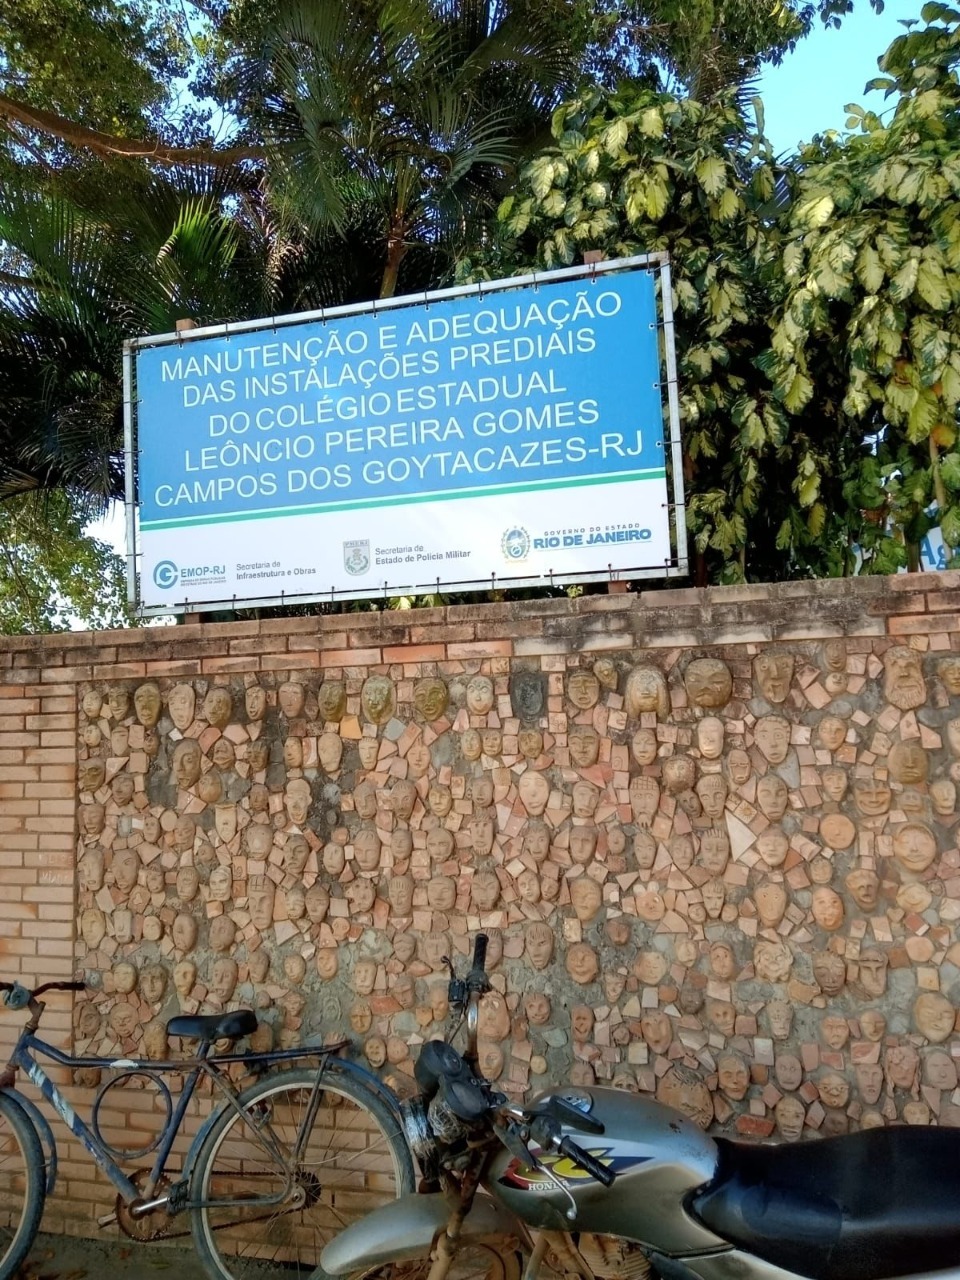 MANUTENÇÃO E ADEQUAÇÃO
DAS INSTALAÇÕES PREDIAIS
DO COLÉGIO ESTADUAL
LEÔNCIO PEREIRA GOMES
CAMPOS DOS GOYTACAZES-RJ
EMOP-RJ
Secretaria de
Infraestrutura e Obras
Secretaria de
Estado de Polícia Militar
GOVERNO DO ESTADO
RIO DE JANEIRO
HONDA